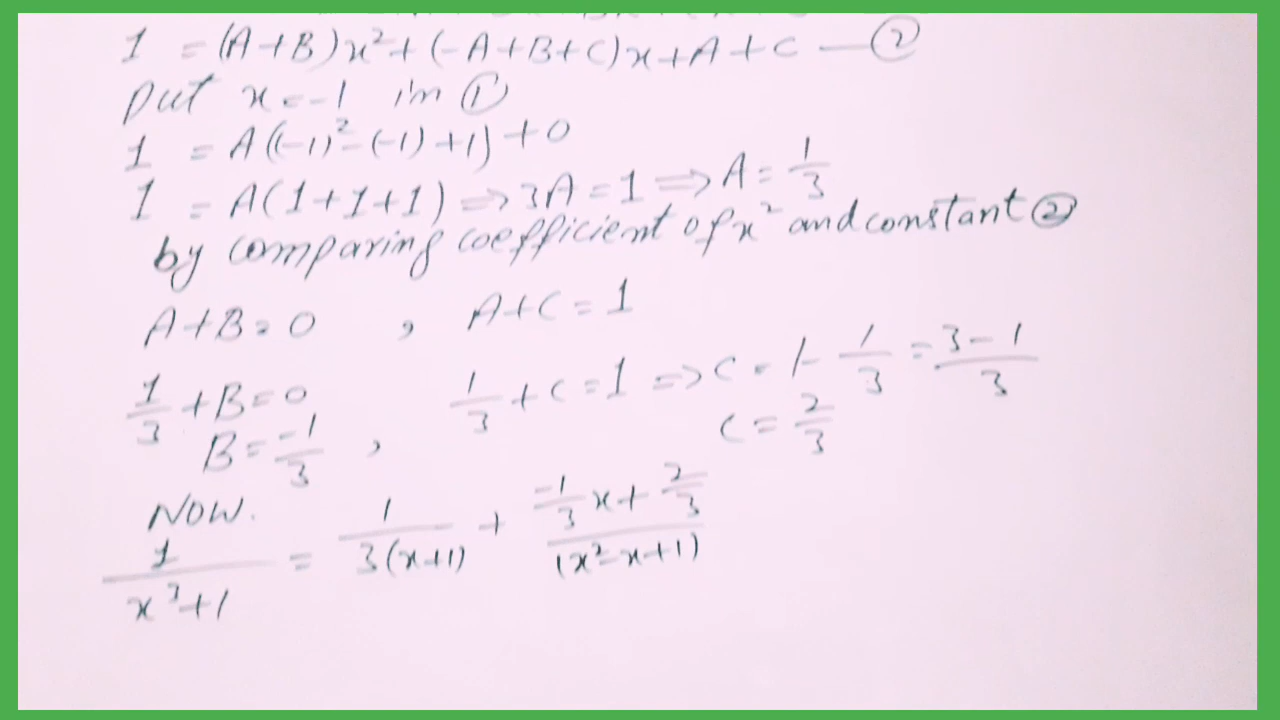 1 = (A+B)x²+(-A+B+C)x+A+C —②
put x=-1 im ①
1 = A((-1)²-(-1)+1)+0
1 = A(1+1+1) ⇒ 3A=1 ⇒ A = 1/3
by comparing coefficient of x² and constant ②
A+B=0 , A+C=1
1/3 +B=0 1/3 +C=1 ⇒ C = 1- 1/3 = 3-1/3
B= -1/3 , C= 2/3
NOW.
1/x³+1 = 1/3(x+1) + -1/3 x+ 2/3/(x²-x+1)